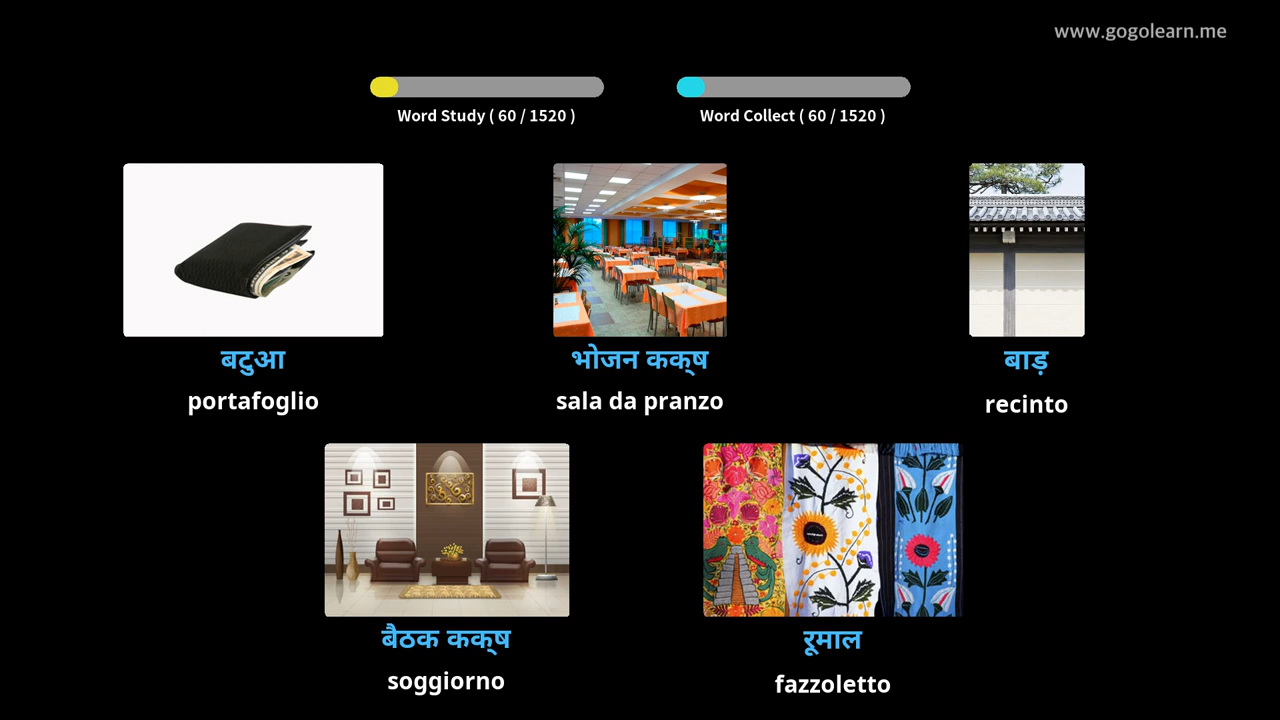 www.gogolearn.me
Word Study ( 60 / 1520 )
Word Collect ( 60 / 1520 )
बटुआ
portafoglio
भोजन कक्ष
sala da pranzo
बाड़
recinto
बैठक कक्ष
soggiorno
रूमाल
fazzoletto